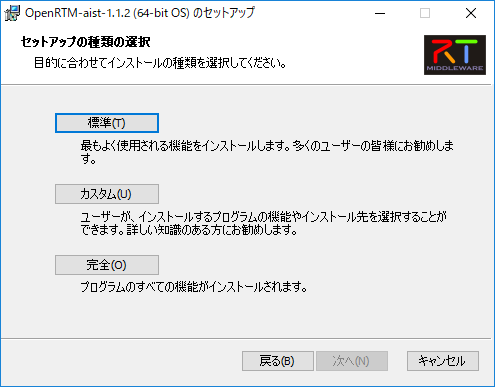 OpenRTM-aist-1.1.2 (64-bit OS) のセットアップ
セットアップの種類の選択
目的に合わせてインストールの種類を選択してください。
RT
MIDDLEWARE
標準(T)
最もよく使用される機能をインストールします。多くのユーザーの皆様にお勧めしま
す。
カスタム(U)
ユーザーが、インストールするプログラムの機能やインストール先を選択することが
できます。詳しい知識のある方にお勧めします。
完全(O)
プログラムのすべての機能がインストールされます。
戻る(B)
次へ(N)
キャンセル